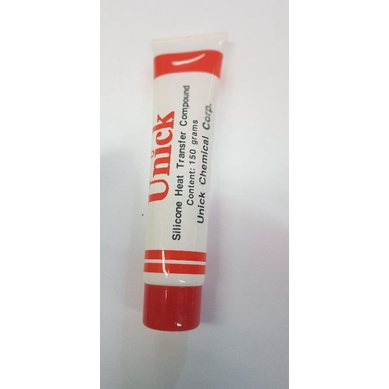 Unick
Silicone Heat Transfer Compound
Content: 150 grams
Unick Chemical Corp.